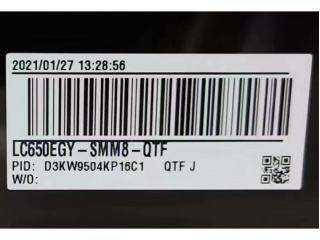 2021/01/27 13:28:56
LC650EGY-SMM8-QTF
PID: D3KW9504KP16C1 QTF J
W/O: